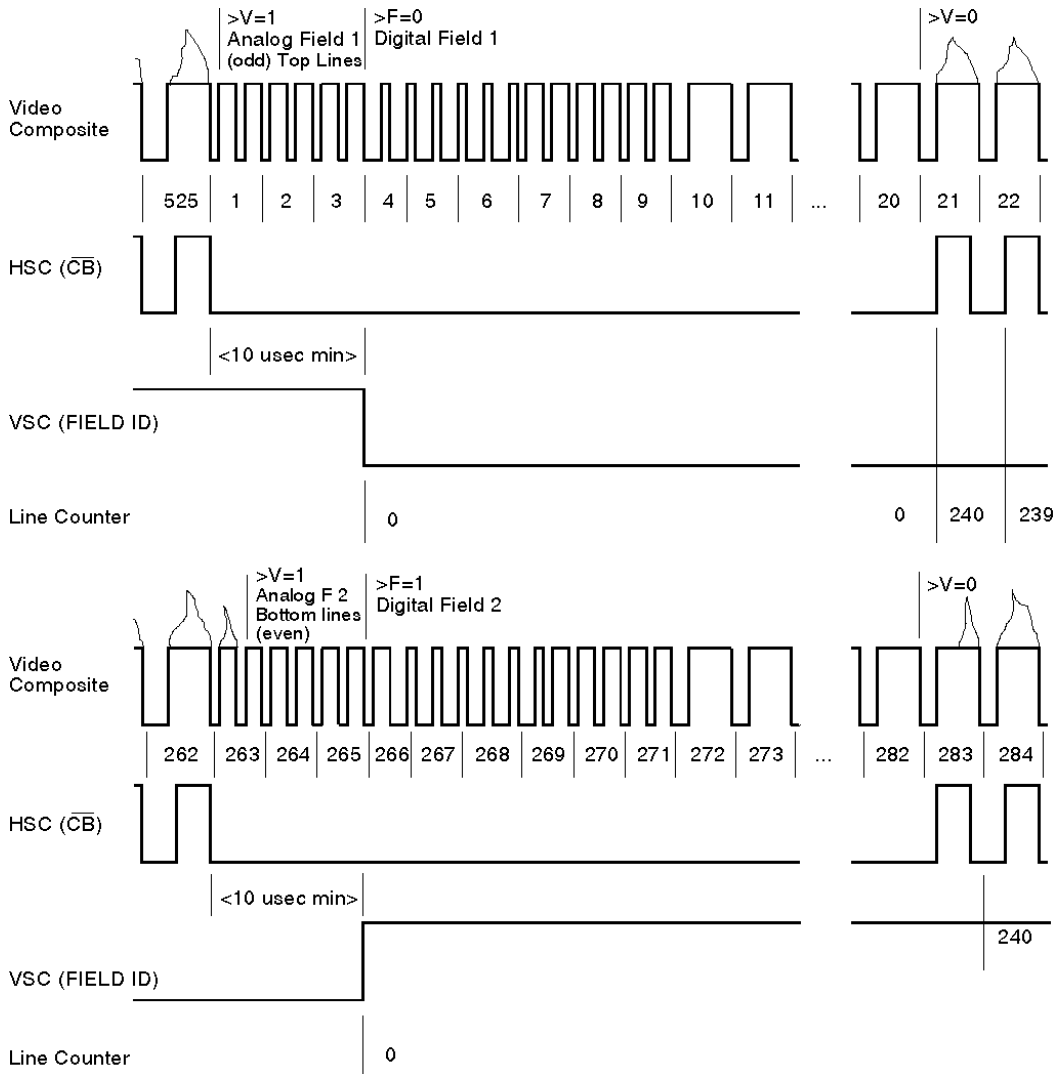 >V=1 >F=0 >V=0
Analog Field 1 Digital Field 1
(odd) Top Lines
Video
Composite
525 1 2 3 4 5 6 7 8 9 10 11 ... 20 21 22
HSC (C̅B̅)
<10 usec min>
VSC (FIELD ID)
Line Counter 0 0 240 239
>V=1 >F=1 >V=0
Analog F 2 Digital Field 2
Bottom lines
(even)
Video
Composite
262 263 264 265 266 267 268 269 270 271 272 273 ... 282 283 284
HSC (C̅B̅)
<10 usec min>
240
VSC (FIELD ID)
Line Counter 0